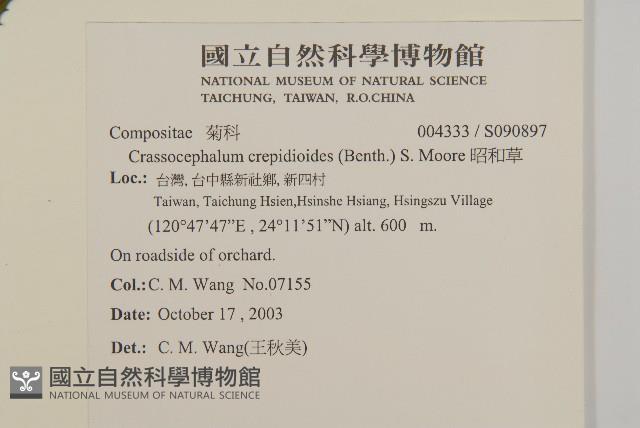 國立自然科學博物館
NATIONAL MUSEUM OF NATURAL SCIENCE
TAICHUNG, TAIWAN, R.O.CHINA
Compositae 菊科 004333 / S090897
Crassocephalum crepidioides (Benth.) S. Moore 昭和草
Loc.: 台灣, 台中縣新社鄉, 新四村
Taiwan, Taichung Hsien,Hsinshe Hsiang, Hsingszu Village
(120°47'47”E , 24°11'51”N) alt. 600 m.
On roadside of orchard.
Col.: C. M. Wang No.07155
Date: October 17 , 2003
Det.: C. M. Wang(王秋美)
國立自然科學博物館
NATIONAL MUSEUM OF NATURAL SCIENCE